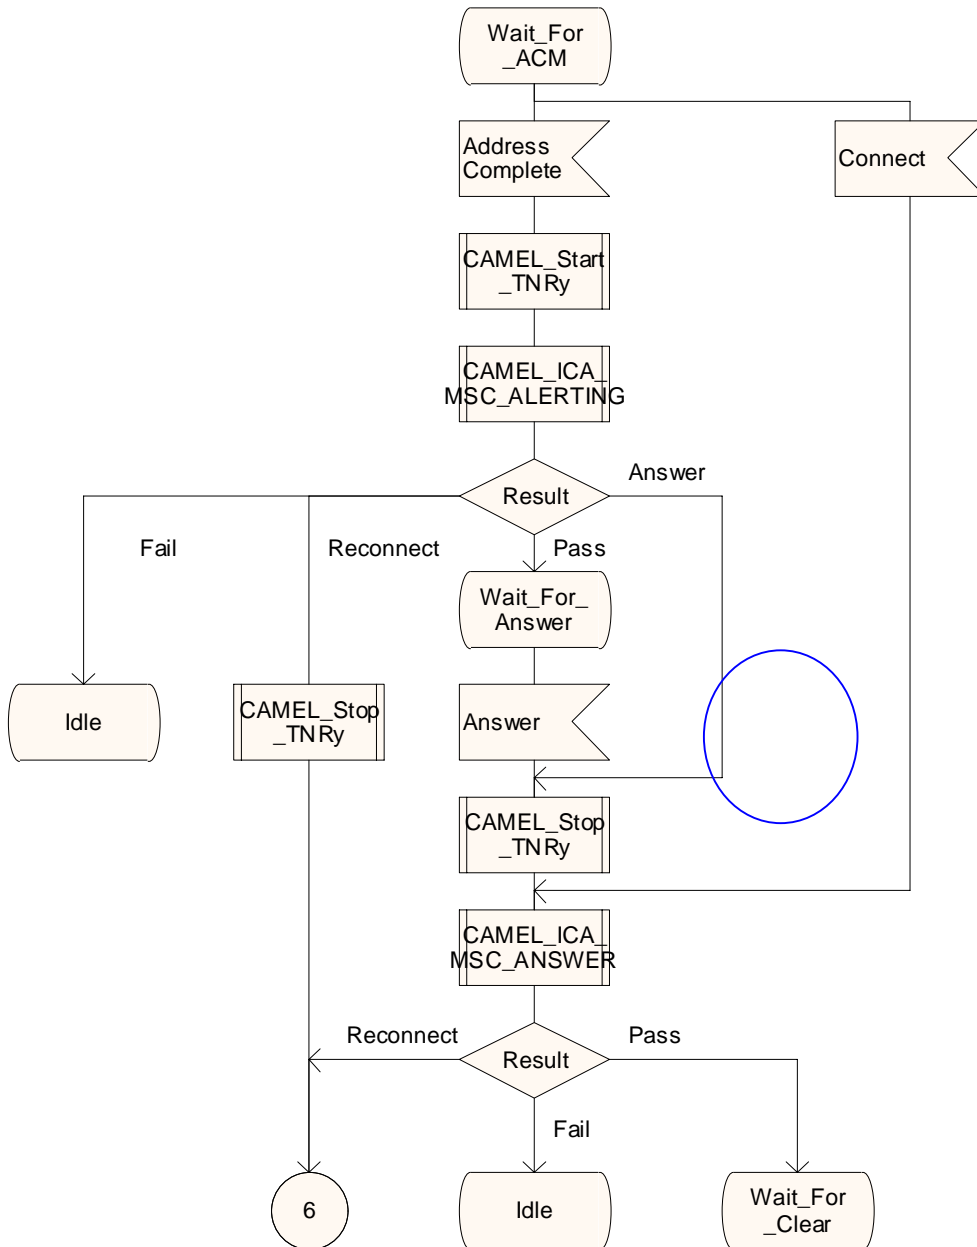 Wait_For
_ACM
Address
Complete
Connect
CAMEL_Start
_TNRy
CAMEL_ICA_
MSC_ALERTING
Result
Answer
Fail
Reconnect
Pass
Wait_For_
Answer
Idle
CAMEL_Stop
_TNRy
Answer
CAMEL_Stop
_TNRy
CAMEL_ICA_
MSC_ANSWER
Reconnect
Result
Pass
Fail
6
Idle
Wait_For
_Clear